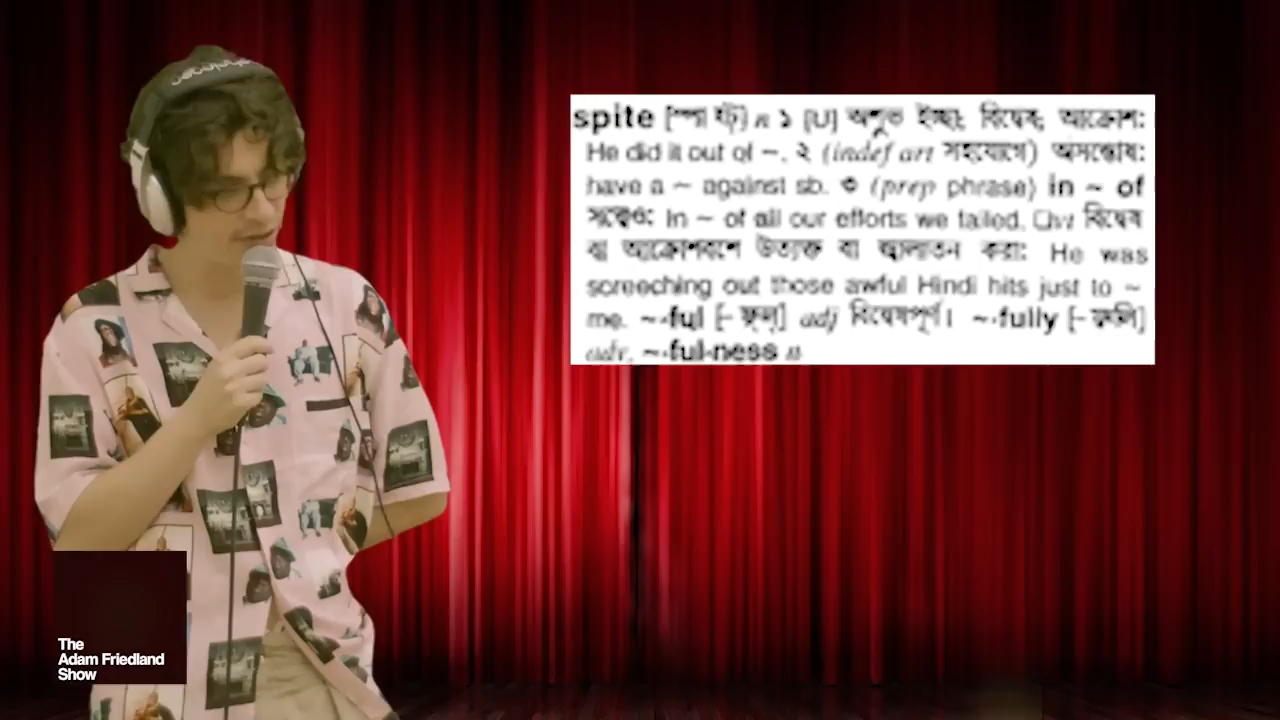 spite [স্পাইট্] n ১ [U] অশুভ ইচ্ছা; বিদ্বেষ; আক্রোশ:
He did it out of ~. ২ (indef art সহযোগে) অসন্তোষ:
have a ~ against sb. ৩ (prep phrase) in ~ of
সত্ত্বেও: In ~ of all our efforts we failed. □vt বিদ্বেষ
বা আক্রোশবশে উত্যক্ত বা জ্বালাতন করা: He was
screeching out those awful Hindi hits just to ~
me. ~·ful [-ফ্‌ল্] adj বিদ্বেষপূর্ণ। ~·fully [-ফলি]
adv. ~·ful·ness n
The
Adam Friedland
Show